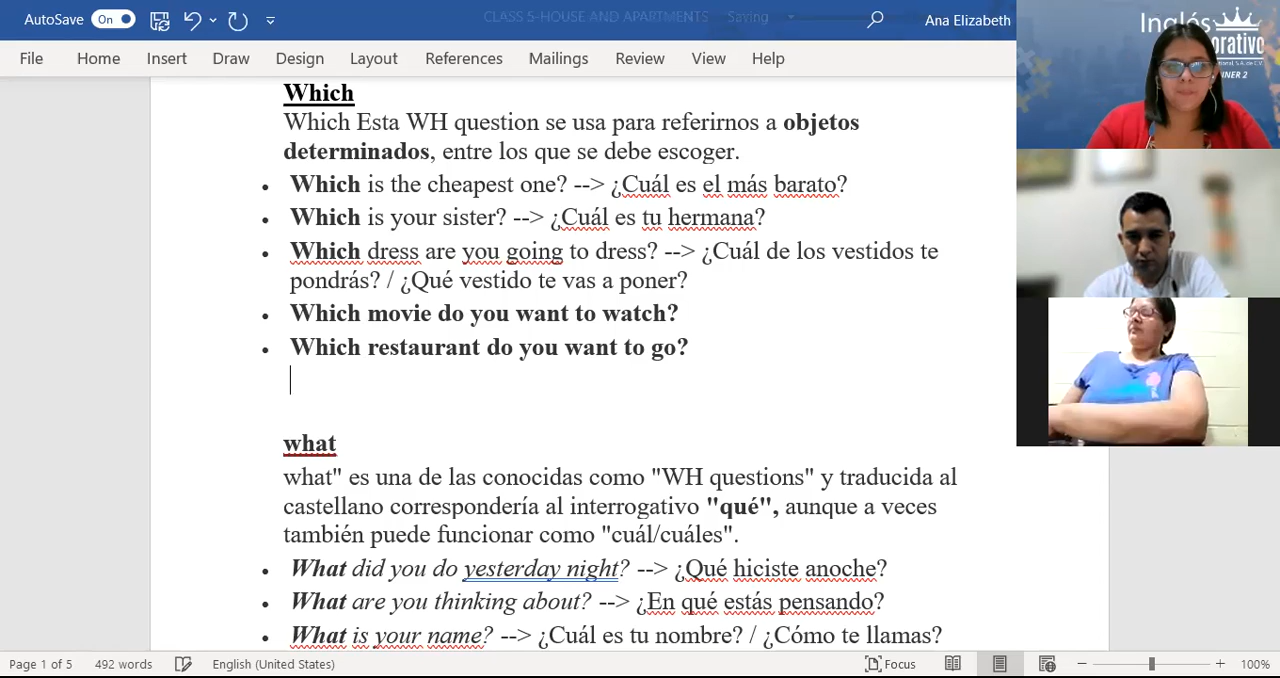 AutoSave On CLASS 5-HOUSE AND APARTMENTS Saving Ana Elizabeth
File Home Insert Draw Design Layout References Mailings Review View Help
Which
Which Esta WH question se usa para referirnos a objetos
determinados, entre los que se debe escoger.
• Which is the cheapest one? --> ¿Cuál es el más barato?
• Which is your sister? --> ¿Cuál es tu hermana?
• Which dress are you going to dress? --> ¿Cuál de los vestidos te
pondrás? / ¿Qué vestido te vas a poner?
• Which movie do you want to watch?
• Which restaurant do you want to go?
what
what" es una de las conocidas como "WH questions" y traducida al
castellano correspondería al interrogativo "qué", aunque a veces
también puede funcionar como "cuál/cuáles".
• What did you do yesterday night? --> ¿Qué hiciste anoche?
• What are you thinking about? --> ¿En qué estás pensando?
• What is your name? --> ¿Cuál es tu nombre? / ¿Cómo te llamas?
Page 1 of 5 492 words English (United States) Focus 100%
Inglés